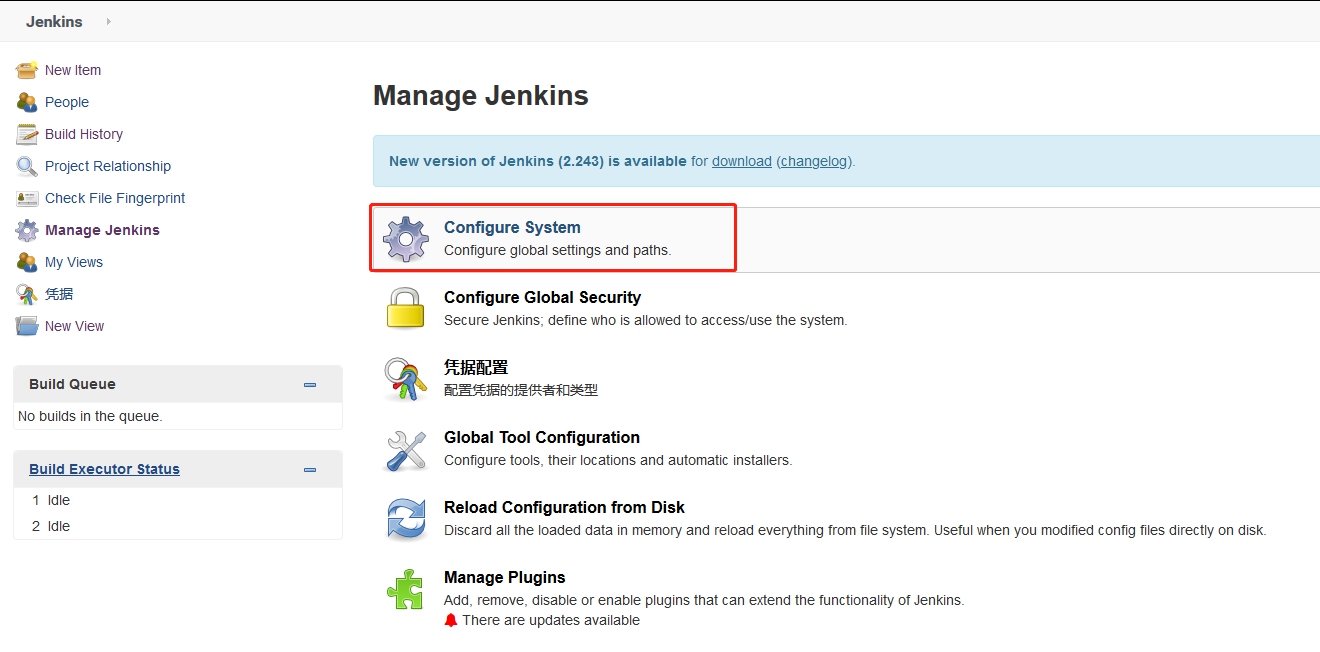 Jenkins
New Item
People
Build History
Project Relationship
Check File Fingerprint
Manage Jenkins
My Views
凭据
New View
Build Queue
No builds in the queue.
Build Executor Status
1 Idle
2 Idle
Manage Jenkins
New version of Jenkins (2.243) is available for download (changelog).
Configure System
Configure global settings and paths.
Configure Global Security
Secure Jenkins; define who is allowed to access/use the system.
凭据配置
配置凭据的提供者和类型
Global Tool Configuration
Configure tools, their locations and automatic installers.
Reload Configuration from Disk
Discard all the loaded data in memory and reload everything from file system. Useful when you modified config files directly on disk.
Manage Plugins
Add, remove, disable or enable plugins that can extend the functionality of Jenkins.
There are updates available